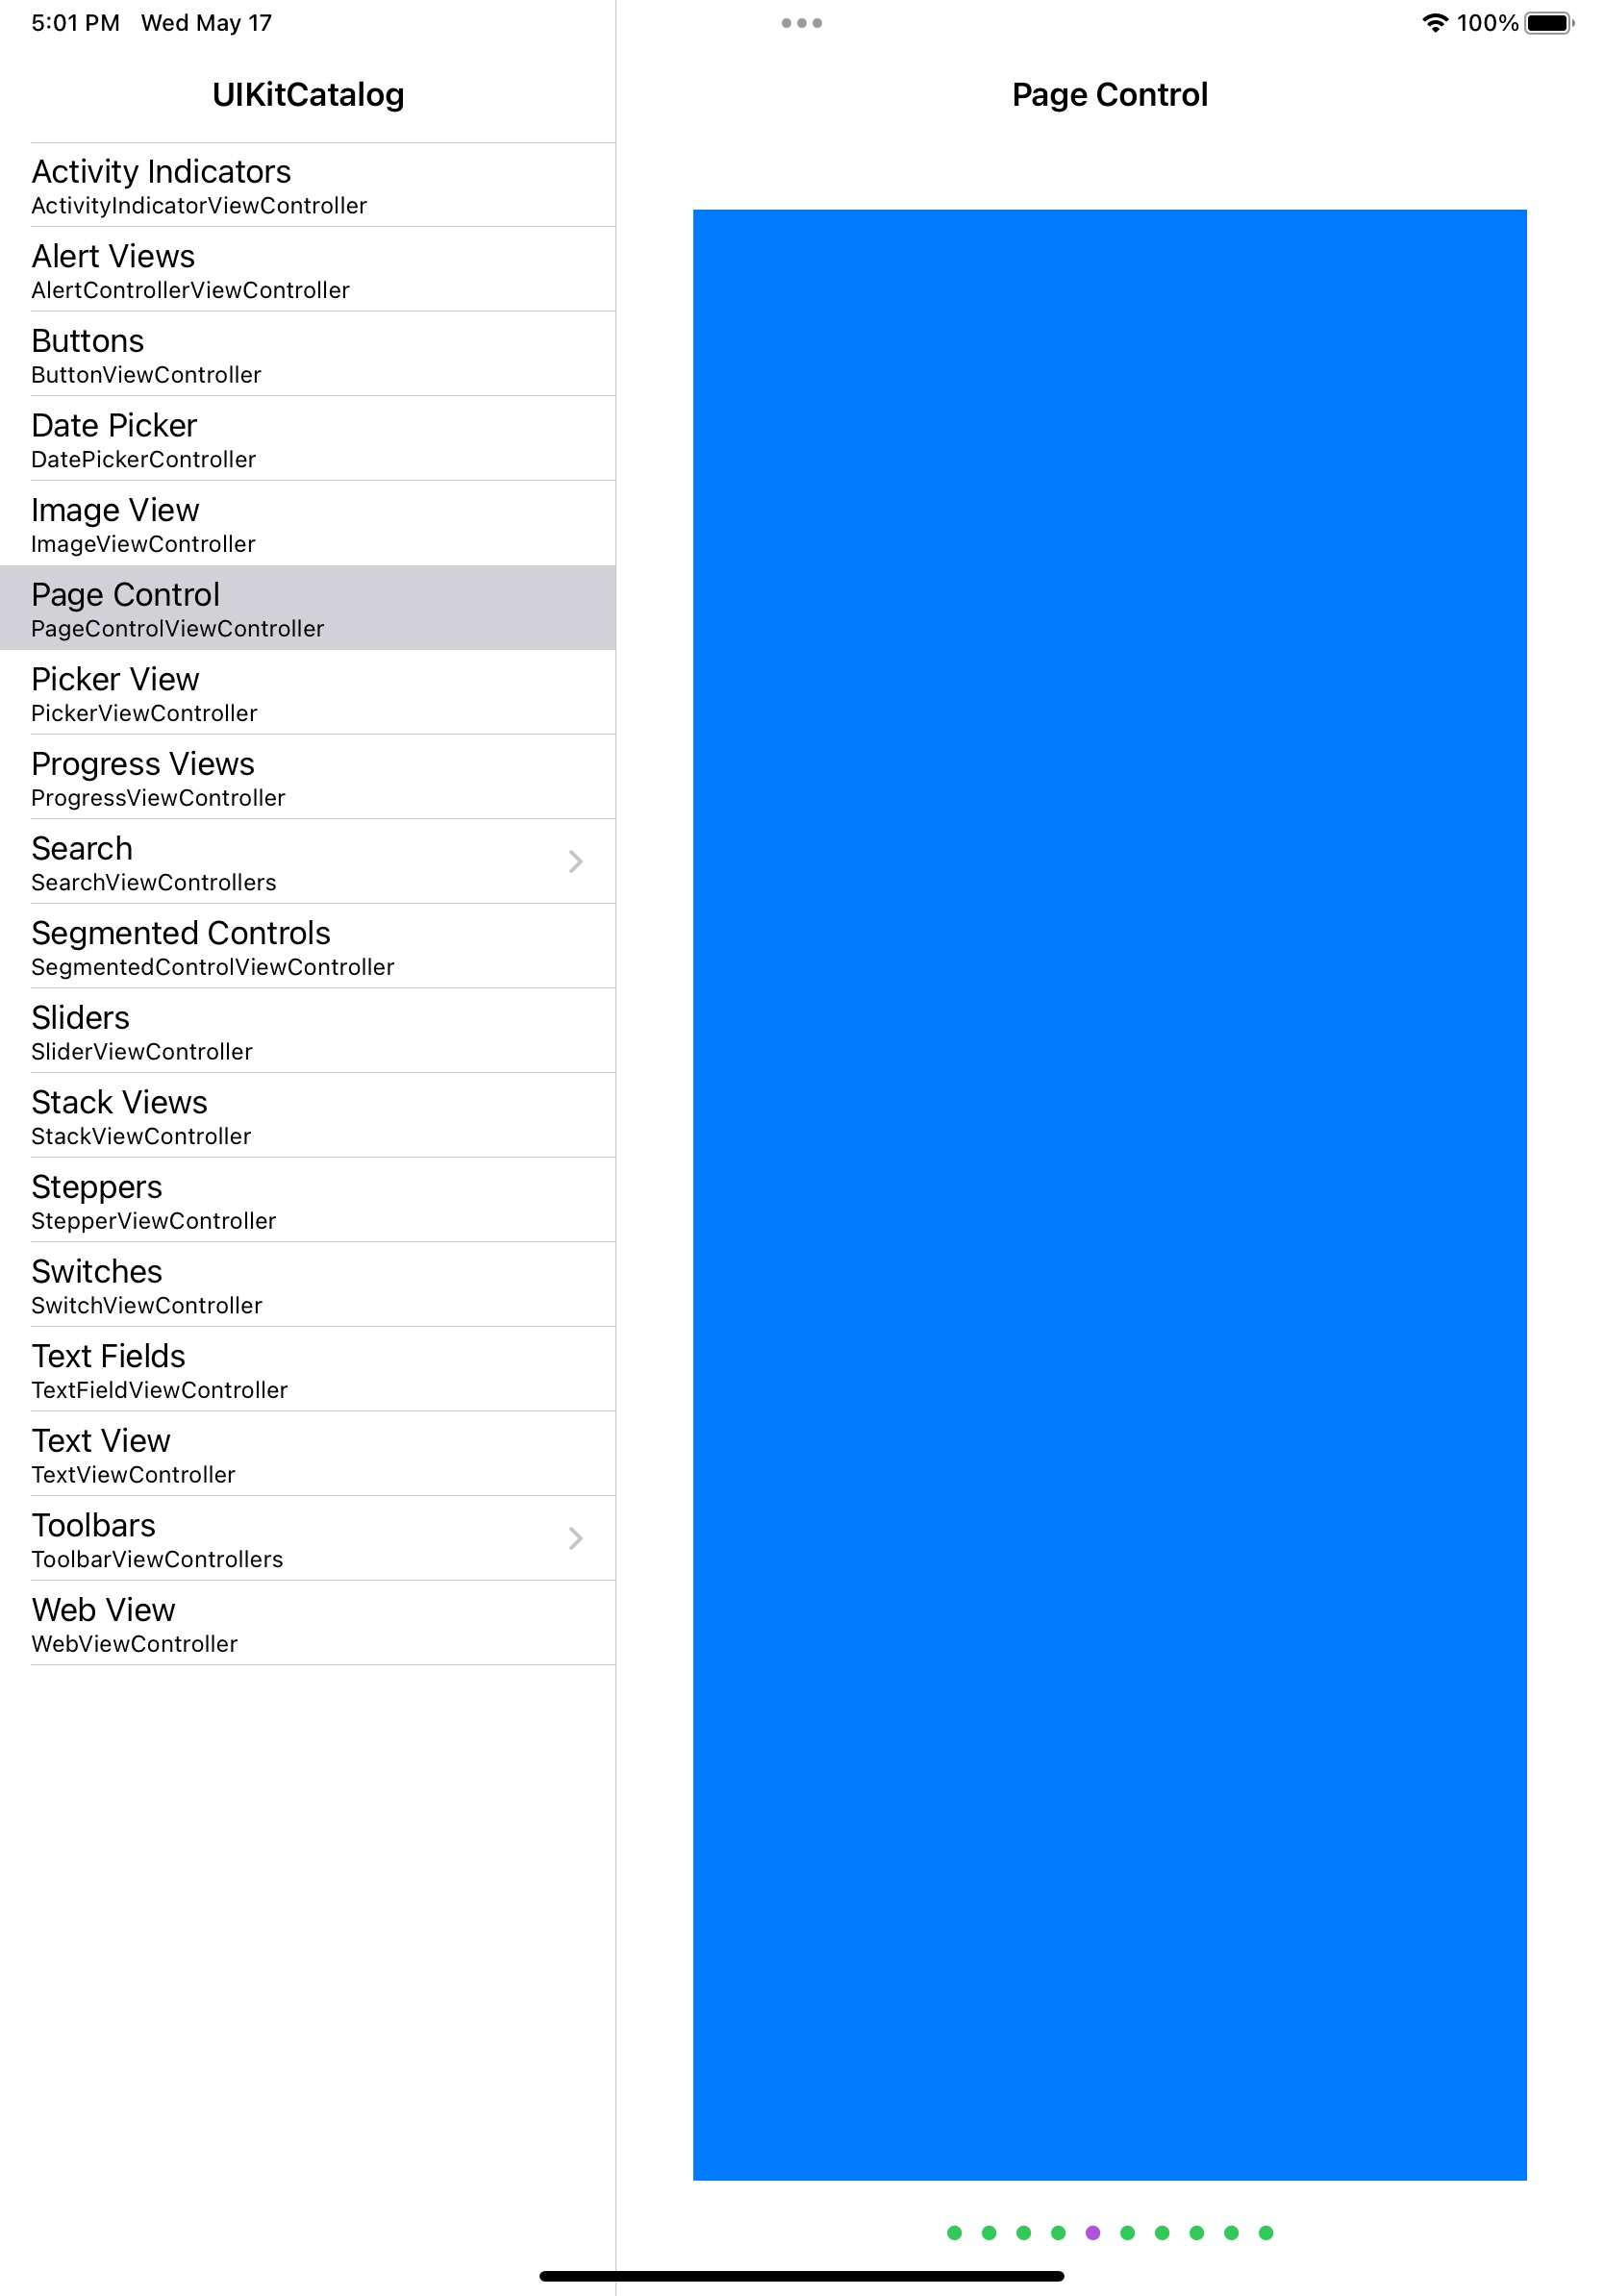 5:01 PM Wed May 17
100%
UIKitCatalog
Page Control
Activity Indicators
ActivityIndicatorViewController
Alert Views
AlertControllerViewController
Buttons
ButtonViewController
Date Picker
DatePickerController
Image View
ImageViewController
Page Control
PageControlViewController
Picker View
PickerViewController
Progress Views
ProgressViewController
Search
SearchViewControllers
Segmented Controls
SegmentedControlViewController
Sliders
SliderViewController
Stack Views
StackViewController
Steppers
StepperViewController
Switches
SwitchViewController
Text Fields
TextFieldViewController
Text View
TextViewController
Toolbars
ToolbarViewControllers
Web View
WebViewController